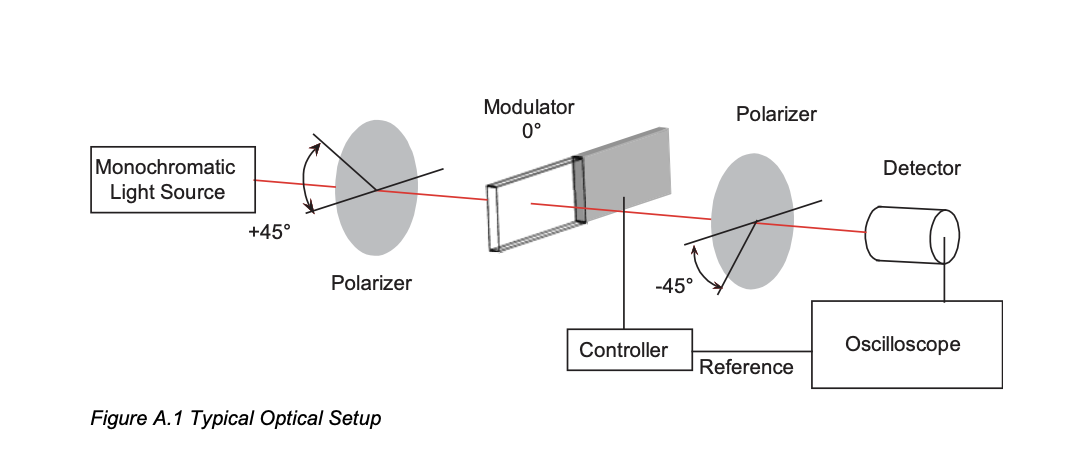 Modulator
0°
Polarizer
Monochromatic
Light Source
Detector
+45°
Polarizer
-45°
Controller
Reference
Oscilloscope
Figure A.1 Typical Optical Setup